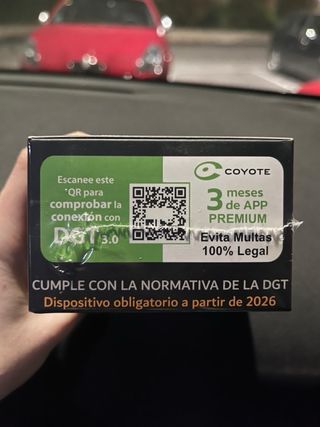 Escanee este
*QR para
comprobar la
conexión con
DGT 3.0
COYOTE
3 meses
de APP
PREMIUM
Evita Multas
100% Legal
CUMPLE CON LA NORMATIVA DE LA DGT
Dispositivo obligatorio a partir de 2026